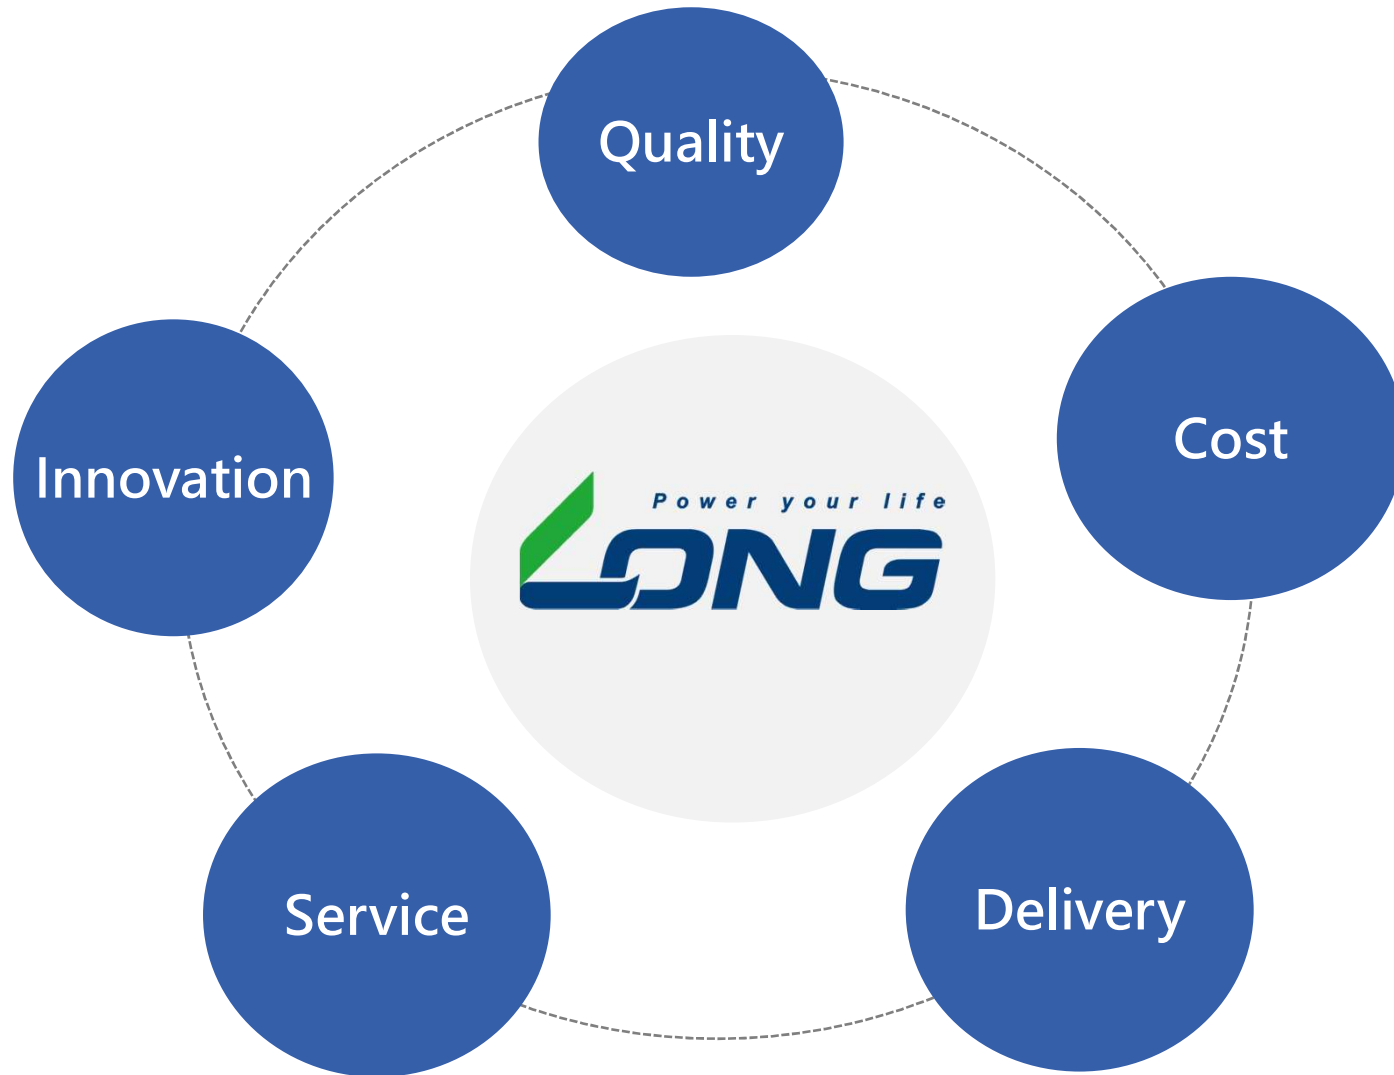 Quality
Cost
Innovation
Power your life
LONG
Service
Delivery